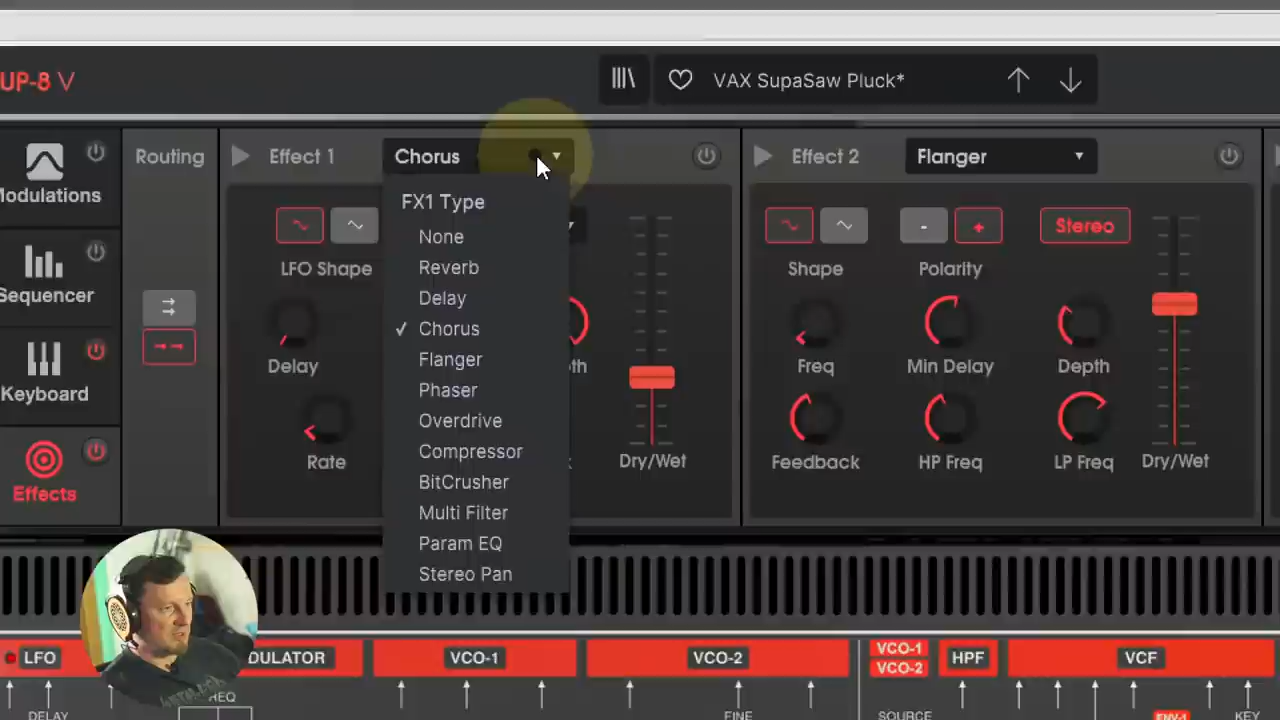 UP-8 V
VAX SupaSaw Pluck*
Modulations
Sequencer
Keyboard
Effects
Routing
Effect 1
Chorus
FX1 Type
None
Reverb
Delay
✓ Chorus
Flanger
Phaser
Overdrive
Compressor
BitCrusher
Multi Filter
Param EQ
Stereo Pan
LFO Shape
Delay
Rate
Dry/Wet
Effect 2
Flanger
- + Stereo
Shape
Polarity
Freq
Min Delay
Depth
Feedback
HP Freq
LP Freq
Dry/Wet
LFO
DULATOR
VCO-1
VCO-2
VCO-1
VCO-2
HPF
VCF
DELAY
FINE
SOURCE
ENV-1
KEY